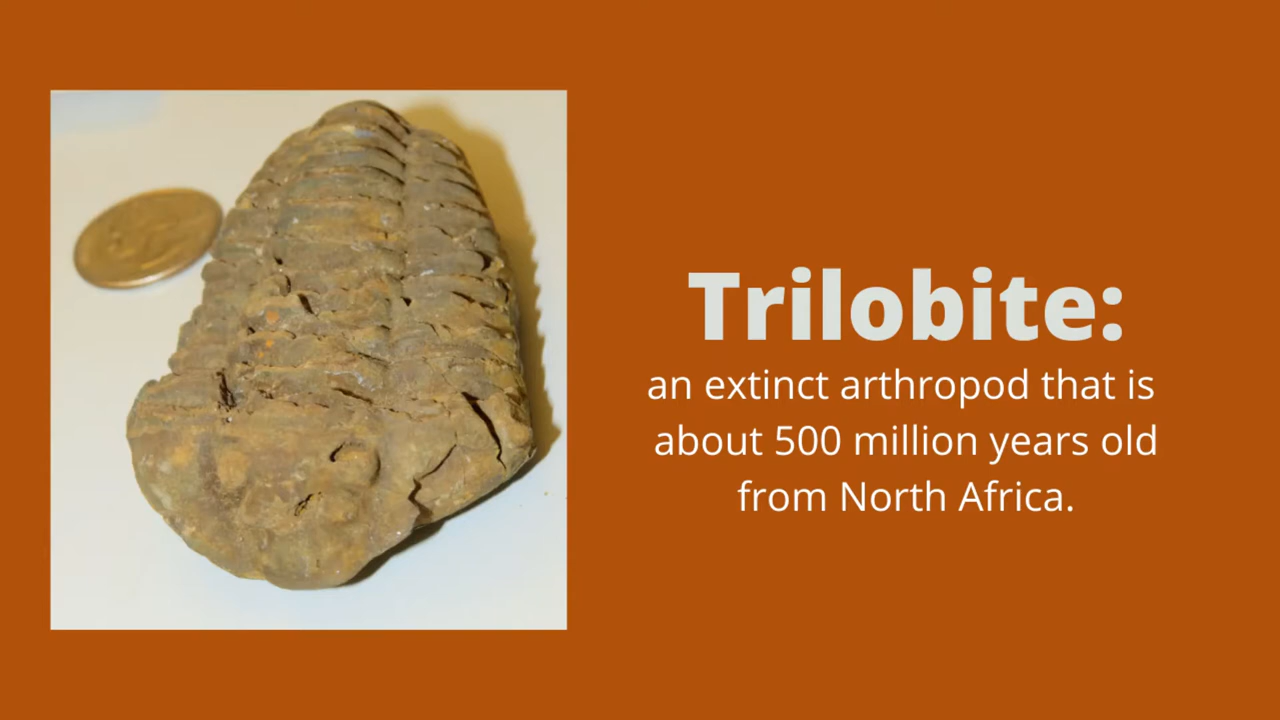 Trilobite:
an extinct arthropod that is
about 500 million years old
from North Africa.